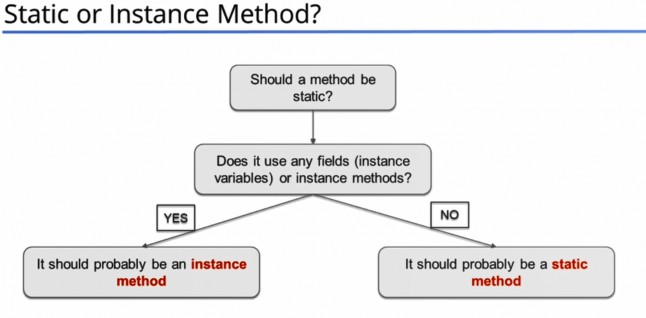 Static or Instance Method?
Should a method be
static?
Does it use any fields (instance
variables) or instance methods?
YES
NO
It should probably be an instance
method
It should probably be a static
method